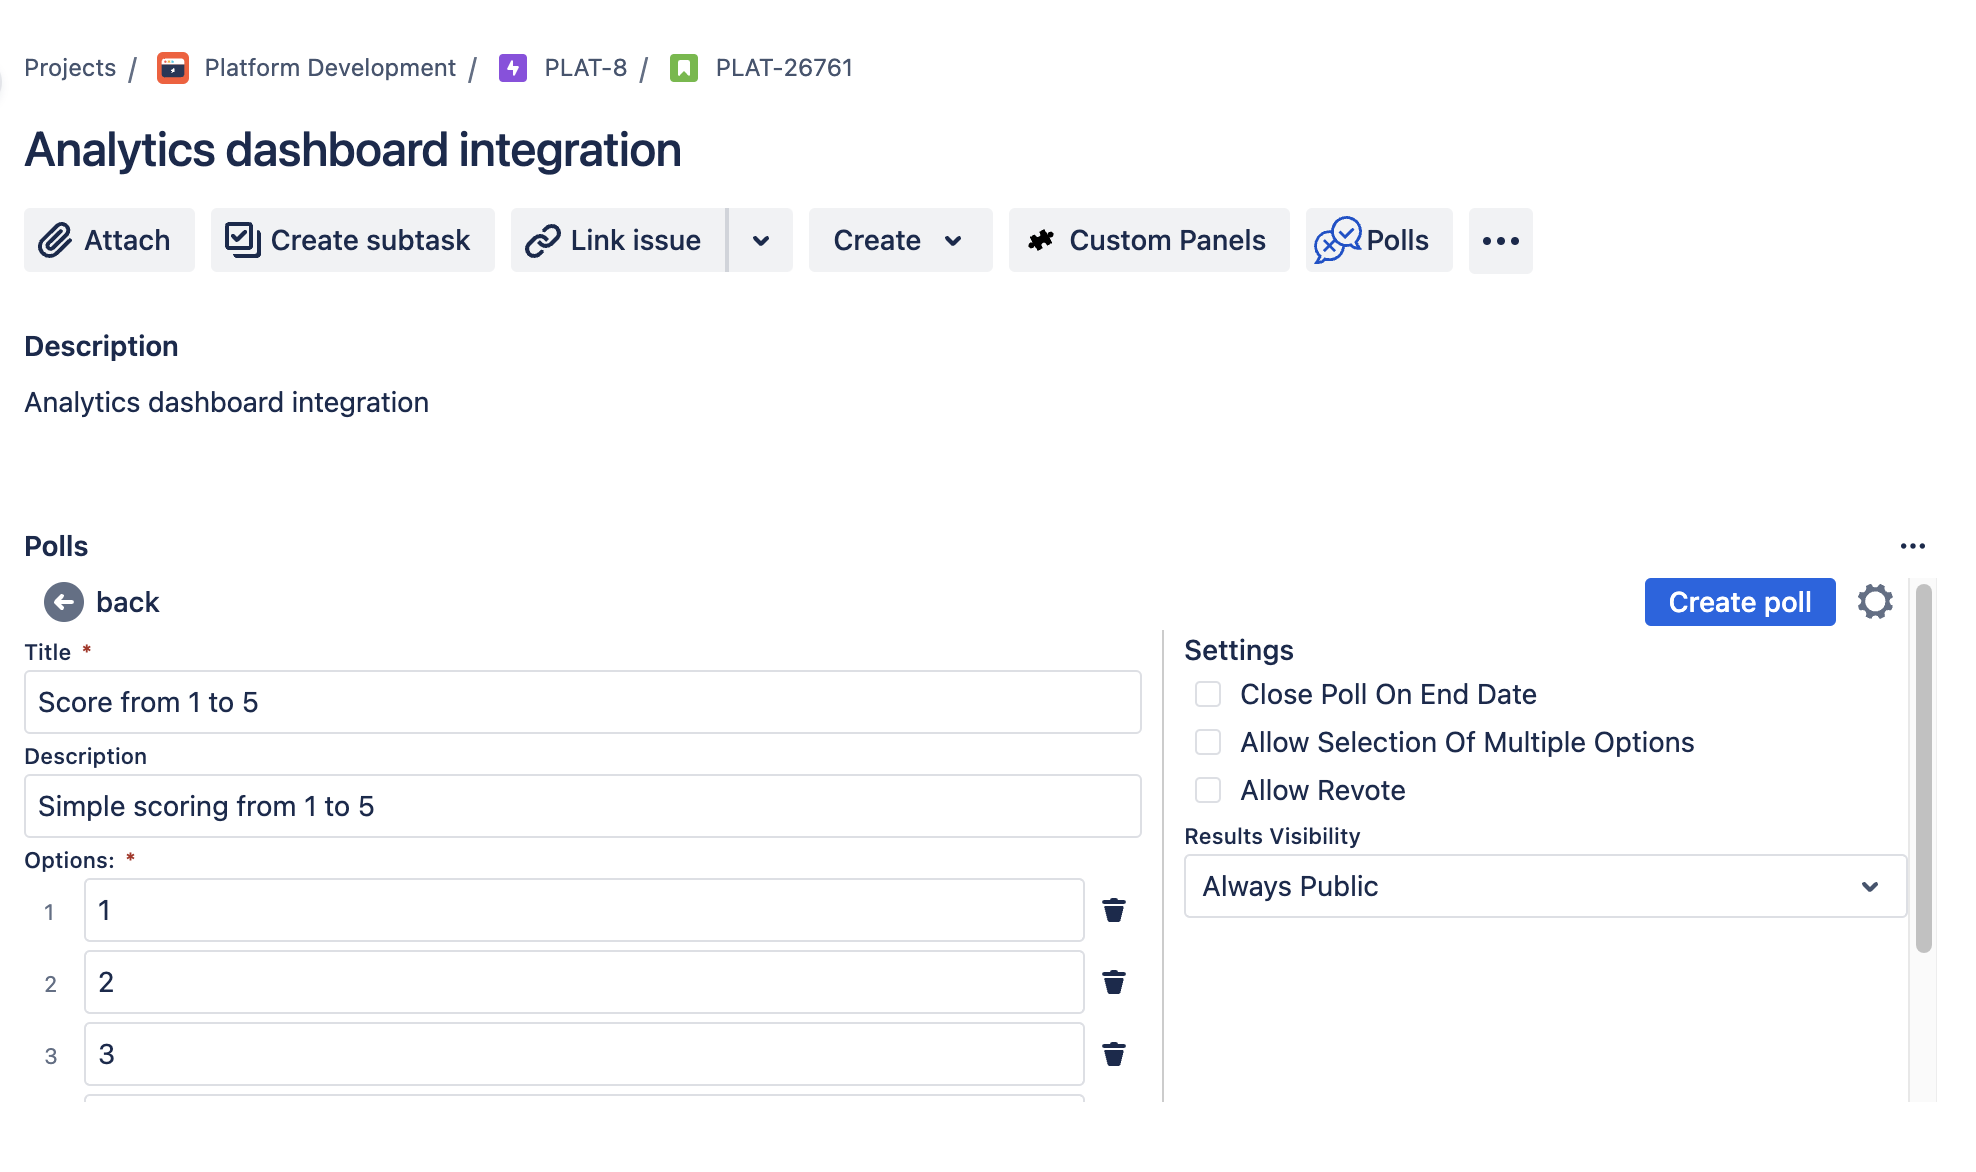 Projects / Platform Development / PLAT-8 / PLAT-26761
Analytics dashboard integration
Attach Create subtask Link issue Create Custom Panels Polls
Description
Analytics dashboard integration
Polls
back Create poll
Title *
Score from 1 to 5
Description
Simple scoring from 1 to 5
Options: *
1 1
2 2
3 3
Settings
Close Poll On End Date
Allow Selection Of Multiple Options
Allow Revote
Results Visibility
Always Public